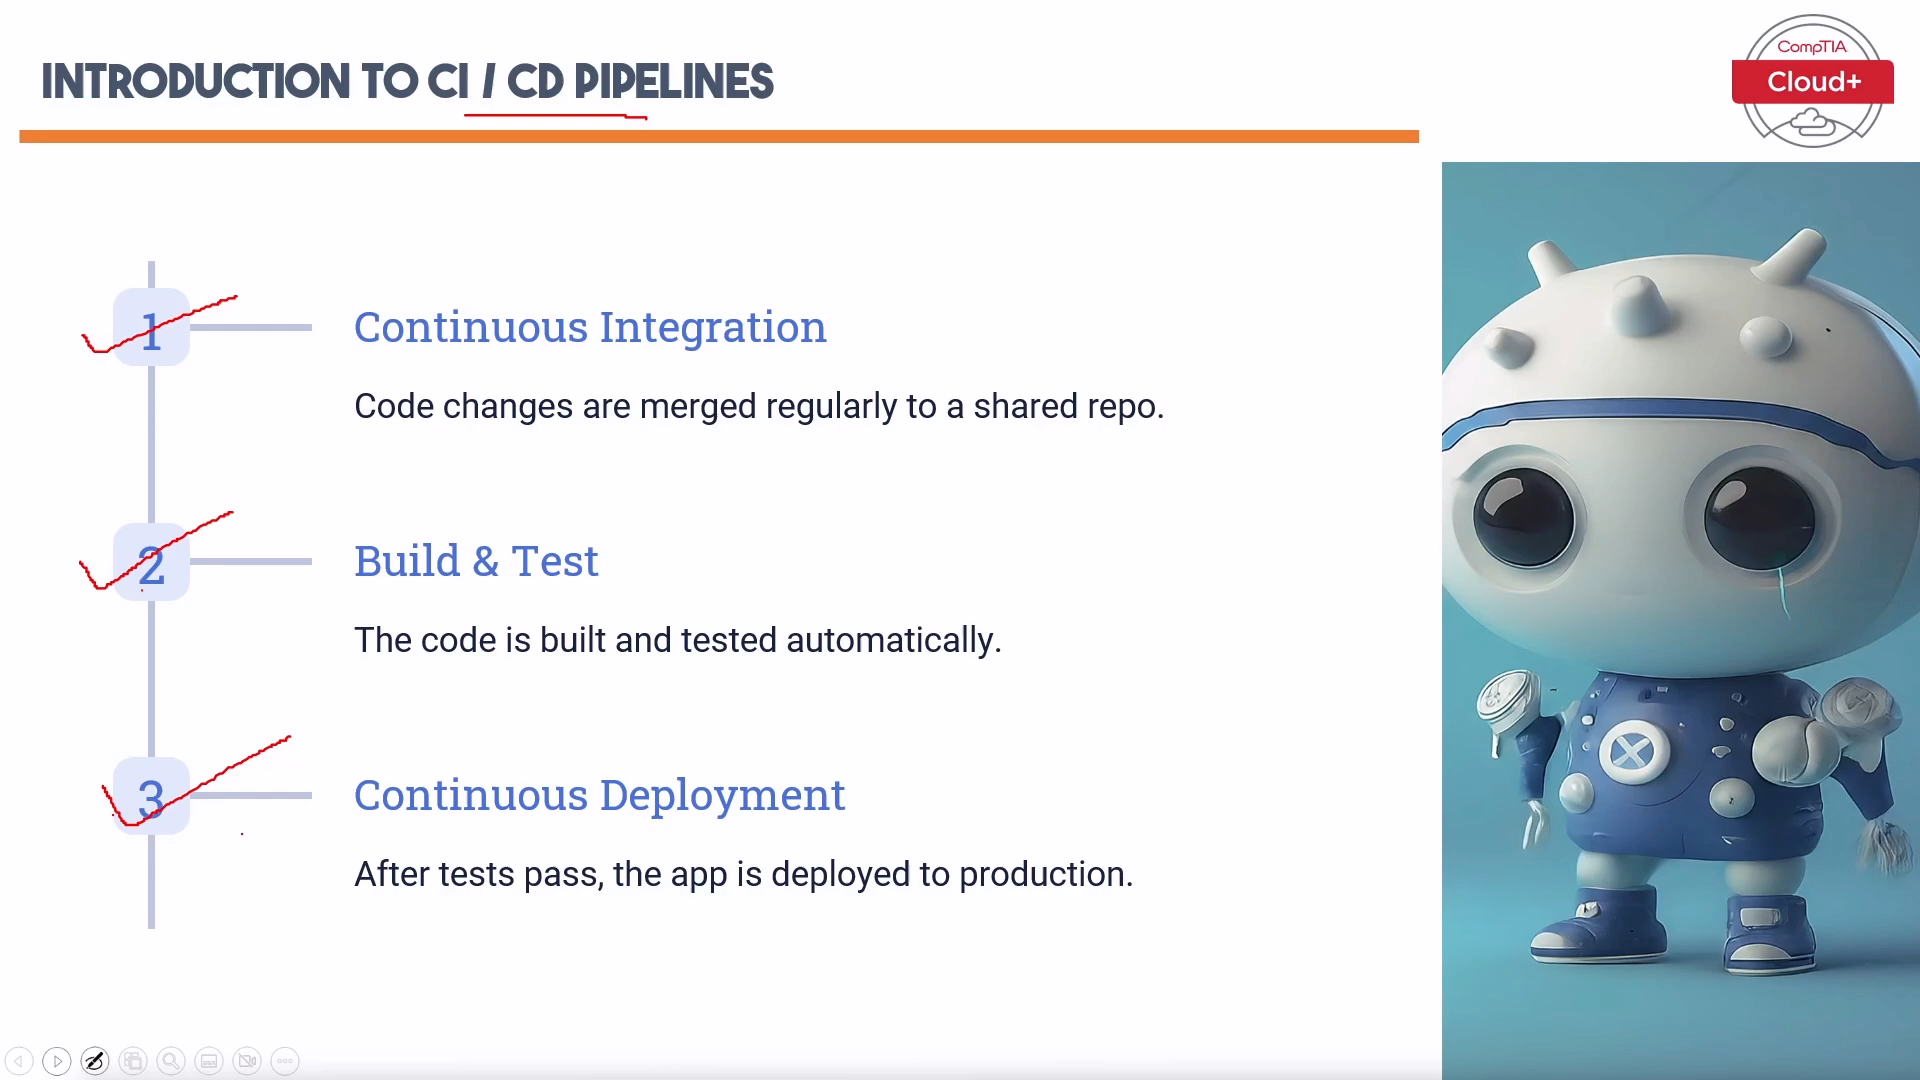 INTRODUCTION TO CI / CD PIPELINES
CompTIA
Cloud+
1
Continuous Integration
Code changes are merged regularly to a shared repo.
2
Build & Test
The code is built and tested automatically.
3
Continuous Deployment
After tests pass, the app is deployed to production.